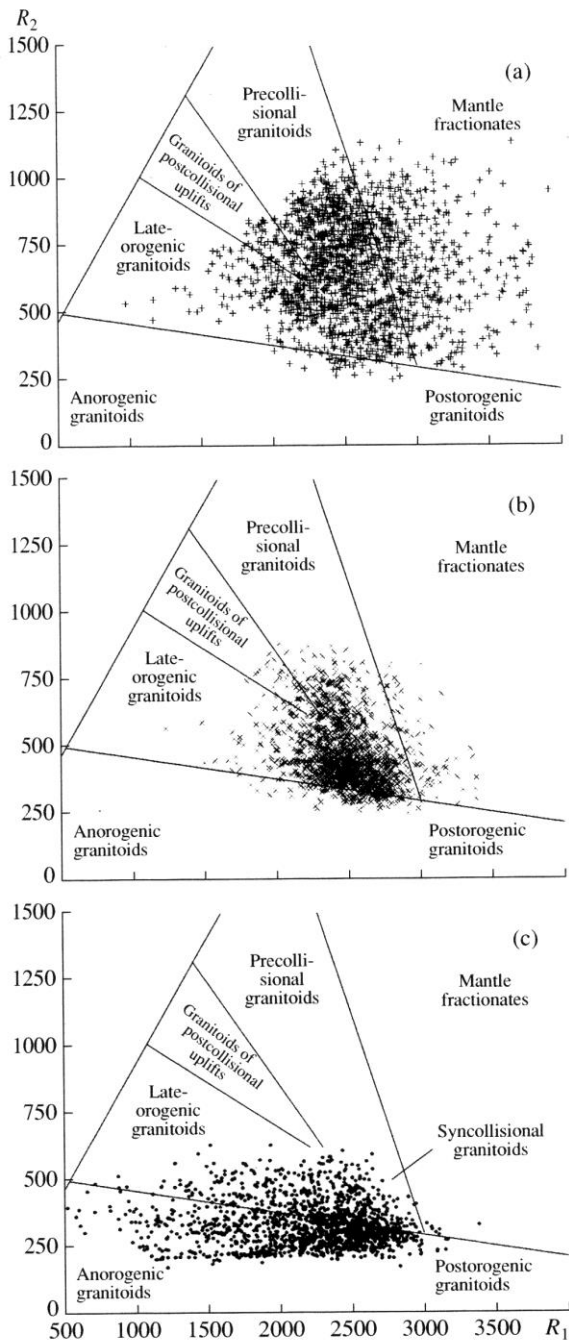 R2
1500
1250
1000
750
500
250
0
(a)
Precolli-
sional
granitoids
Mantle
fractionates
Granitoids of
postcollisional
uplifts
Late-
orogenic
granitoids
Anorogenic
granitoids
Postorogenic
granitoids
1500
1250
1000
750
500
250
0
(b)
Precolli-
sional
granitoids
Mantle
fractionates
Granitoids of
postcollisional
uplifts
Late-
orogenic
granitoids
Anorogenic
granitoids
Postorogenic
granitoids
1500
1250
1000
750
500
250
0
(c)
Precolli-
sional
granitoids
Mantle
fractionates
Granitoids of
postcollisional
uplifts
Late-
orogenic
granitoids
Syncollisional
granitoids
Anorogenic
granitoids
Postorogenic
granitoids
500 1000 1500 2000 2500 3000 3500 R1